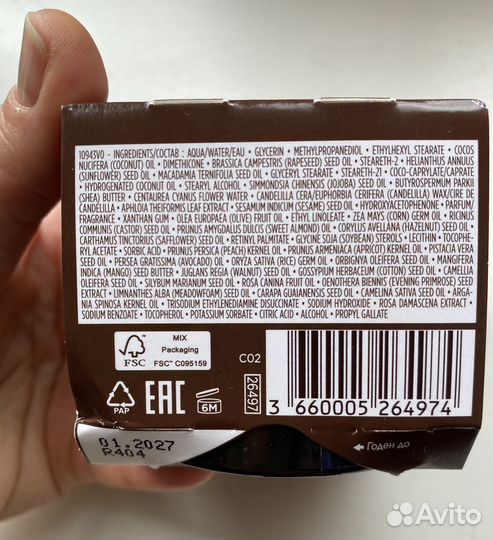 10943V0 - INGREDIENTS/СОСТАВ : AQUA/WATER/EAU • GLYCERIN • METHYLPROPANEDIOL • ETHYLHEXYL STEARATE • COCOS
NUCIFERA (COCONUT) OIL • DIMETHICONE • BRASSICA CAMPESTRIS (RAPESEED) SEED OIL • STEARETH-2 • HELIANTHUS ANNUUS
(SUNFLOWER) SEED OIL • MACADAMIA TERNIFOLIA SEED OIL • GLYCERYL STEARATE • STEARETH-21 • COCO-CAPRYLATE/CAPRATE
• HYDROGENATED COCONUT OIL • STEARYL ALCOHOL • SIMMONDSIA CHINENSIS (JOJOBA) SEED OIL • BUTYROSPERMUM PARKII
(SHEA) BUTTER • CENTAUREA CYANUS FLOWER WATER • CANDELILLA CERA/EUPHORBIA CERIFERA (CANDELILLA) WAX/CIRE DE
CANDELILLA • APHLOIA THEIFORMIS LEAF EXTRACT • SESAMUM INDICUM (SESAME) SEED OIL • HYDROXYACETOPHENONE • PARFUM/
FRAGRANCE • XANTHAN GUM • OLEA EUROPAEA (OLIVE) FRUIT OIL • ETHYL LINOLEATE • ZEA MAYS (CORN) GERM OIL • RICINUS
COMMUNIS (CASTOR) SEED OIL • PRUNUS AMYGDALUS DULCIS (SWEET ALMOND) OIL • CORYLUS AVELLANA (HAZELNUT) SEED OIL •
CARTHAMUS TINCTORIUS (SAFFLOWER) SEED OIL • RETINYL PALMITATE • GLYCINE SOJA (SOYBEAN) STEROLS • LECITHIN • TOCOPHE-
RYL ACETATE • SORBIC ACID • PRUNUS PERSICA (PEACH) KERNEL OIL • PRUNUS ARMENIACA (APRICOT) KERNEL OIL • PISTACIA VERA
SEED OIL • PERSEA GRATISSIMA (AVOCADO) OIL • ORYZA SATIVA (RICE) GERM OIL • ORBIGNYA OLEIFERA SEED OIL • MANGIFERA
INDICA (MANGO) SEED BUTTER • JUGLANS REGIA (WALNUT) SEED OIL • GOSSYPIUM HERBACEUM (COTTON) SEED OIL • CAMELLIA
OLEIFERA SEED OIL • SILYBUM MARIANUM SEED OIL • ROSA CANINA FRUIT OIL • OENOTHERA BIENNIS (EVENING PRIMROSE) SEED
EXTRACT • LIMNANTHES ALBA (MEADOWFOAM) SEED OIL • CARAPA GUAIANENSIS SEED OIL • CAMELINA SATIVA SEED OIL • ARGA-
NIA SPINOSA KERNEL OIL • TRISODIUM ETHYLENEDIAMINE DISUCCINATE • SODIUM HYDROXIDE • ROSA DAMASCENA EXTRACT •
SODIUM BENZOATE • TOCOPHEROL • POTASSIUM SORBATE • CITRIC ACID • ALCOHOL • PROPYL GALLATE
FSC
MIX
Packaging
FSC™ C095159
PAP
EAC
6M
C02
26497
3 660005 264974
01.2027
R404
Годен до
Avito